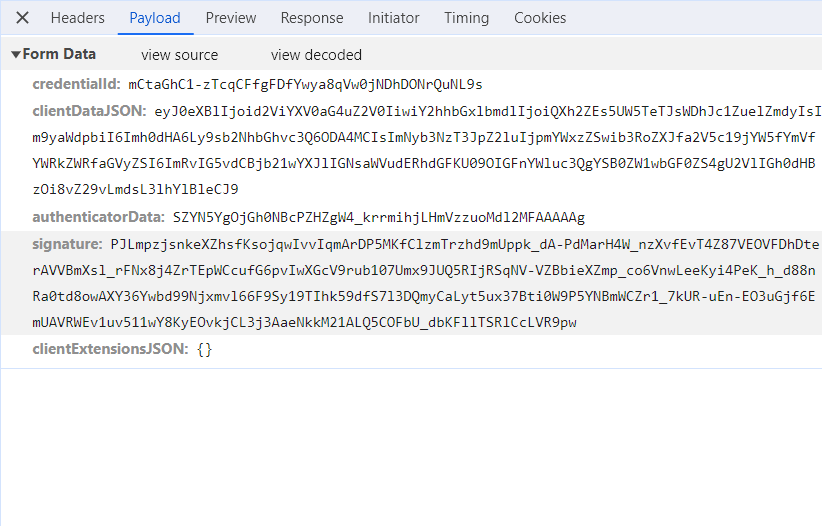 Headers Payload Preview Response Initiator Timing Cookies
Form Data view source view decoded
credentialId: mCtaGhC1-zTcqCFfgFDfYwya8qVw0jNDhDONrQuNL9s
clientDataJSON: eyJ0eXBlIjoid2ViYXV0aG4uZ2V0IiwiY2hhbGxlbmdlIjoiQXh2ZEs5UW5TeTJsWDhJc1ZuelZmdyIsI
m9yaWdpbiI6Imh0dHA6Ly9sb2NhbGhvc3Q6ODA4MCIsImNyb3NzT3JpZ2luIjpmYWxzZSwib3RoZXJfa2V5c19jYW5fYmVf
YWRkZWRfaGVyZSI6ImRvIG5vdCBjb21wYXJlIGNsaWVudERhdGFKU09OIGFnYWluc3QgYSB0ZW1wbGF0ZS4gU2VlIGh0dHB
zOi8vZ29vLmdsL3lhYlBleCJ9
authenticatorData: SZYN5YgOjGh0NBcPZHZgW4_krrmihjLHmVzzuoMdl2MFAAAAAg
signature: PJLmpzjsnkeXZhsfKsojqwIvvIqmArDP5MKfClzmTrzhd9mUppk_dA-PdMarH4W_nzXvfEvT4Z87VEOVFDhDte
rAVVBmXsl_rFNx8j4ZrTEpWCcufG6pvIwXGcV9rub107Umx9JUQ5RIjRSqNV-VZBbieXZmp_co6VnwLeeKyi4PeK_h_d88n
Ra0td8owAXY36Ywbd99Njxmvl66F9Sy19TIhk59dfS7l3DQmyCaLyt5ux37Bti0W9P5YNBmWCZr1_7kUR-uEn-EO3uGjf6E
mUAVRWEv1uv511wY8KyEOvkjCL3j3AaeNkkM21ALQ5COFbU_dbKFllTSRlCcLVR9pw
clientExtensionsJSON: {}